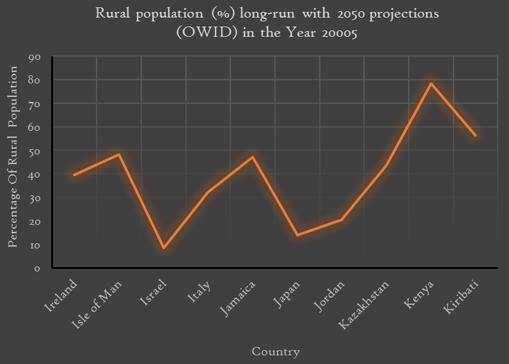 Rural population (%) long-run with 2050 projections
(OWID) in the Year 20005
Percentage Of Rural Population
90
80
70
60
50
40
30
20
10
0
Ireland
Isle of Man
Israel
Italy
Jamaica
Japan
Jordan
Kazakhstan
Kenya
Kiribati
Country